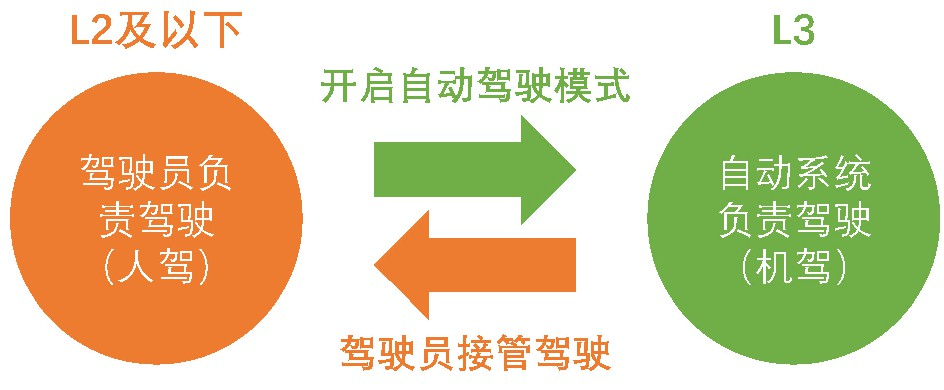 L2及以下
L3
开启自动驾驶模式
驾驶员负
责驾驶
(人驾)
自动系统
负责驾驶
(机驾)
驾驶员接管驾驶